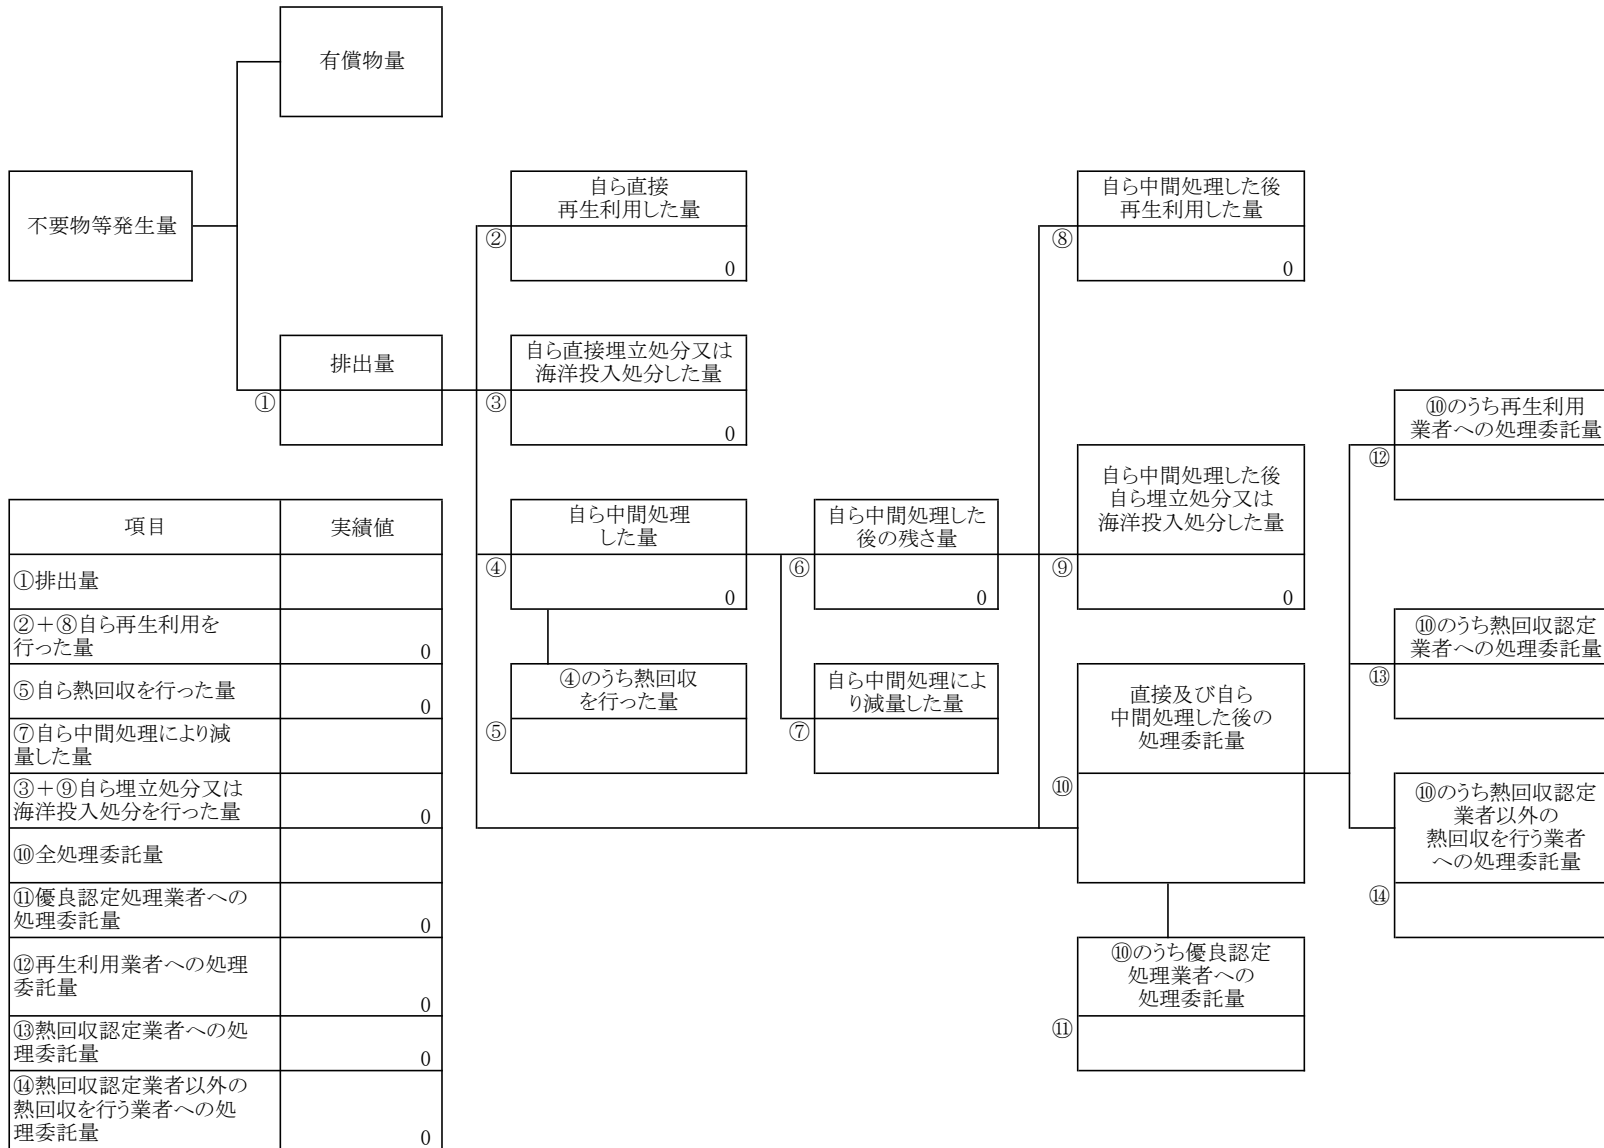 有償物量
不要物等発生量
自ら直接
再生利用した量
②
0
自ら中間処理した後
再生利用した量
⑧
0
排出量
①
自ら直接埋立処分又は
海洋投入処分した量
③
0
⑩のうち再生利用
業者への処理委託量
⑫
自ら中間処理した後
自ら埋立処分又は
海洋投入処分した量
⑨
0
自ら中間処理
した量
④
0
自ら中間処理した
後の残さ量
⑥
0
⑩のうち熱回収認定
業者への処理委託量
⑬
④のうち熱回収
を行った量
⑤
自ら中間処理によ
り減量した量
⑦
直接及び自ら
中間処理した後の
処理委託量
⑩
⑩のうち熱回収認定
業者以外の
熱回収を行う業者
への処理委託量
⑭
⑩のうち優良認定
処理業者への
処理委託量
⑪
項目 実績値
①排出量
②+⑧自ら再生利用を
行った量 0
⑤自ら熱回収を行った量 0
⑦自ら中間処理により減
量した量
③+⑨自ら埋立処分又は
海洋投入処分を行った量 0
⑩全処理委託量
⑪優良認定処理業者への
処理委託量 0
⑫再生利用業者への処理
委託量 0
⑬熱回収認定業者への処
理委託量 0
⑭熱回収認定業者以外の
熱回収を行う業者への処
理委託量 0